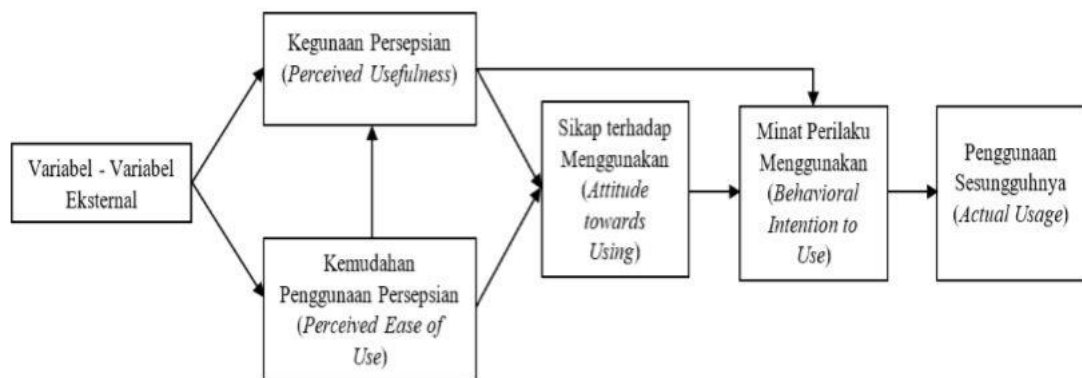 Variabel - Variabel
Eksternal
Kegunaan Persepsian
(Perceived Usefulness)
Kemudahan
Penggunaan Persepsian
(Perceived Ease of
Use)
Sikap terhadap
Menggunakan
(Attitude
towards
Using)
Minat Perilaku
Menggunakan
(Behavioral
Intention to
Use)
Penggunaan
Sesungguhnya
(Actual Usage)